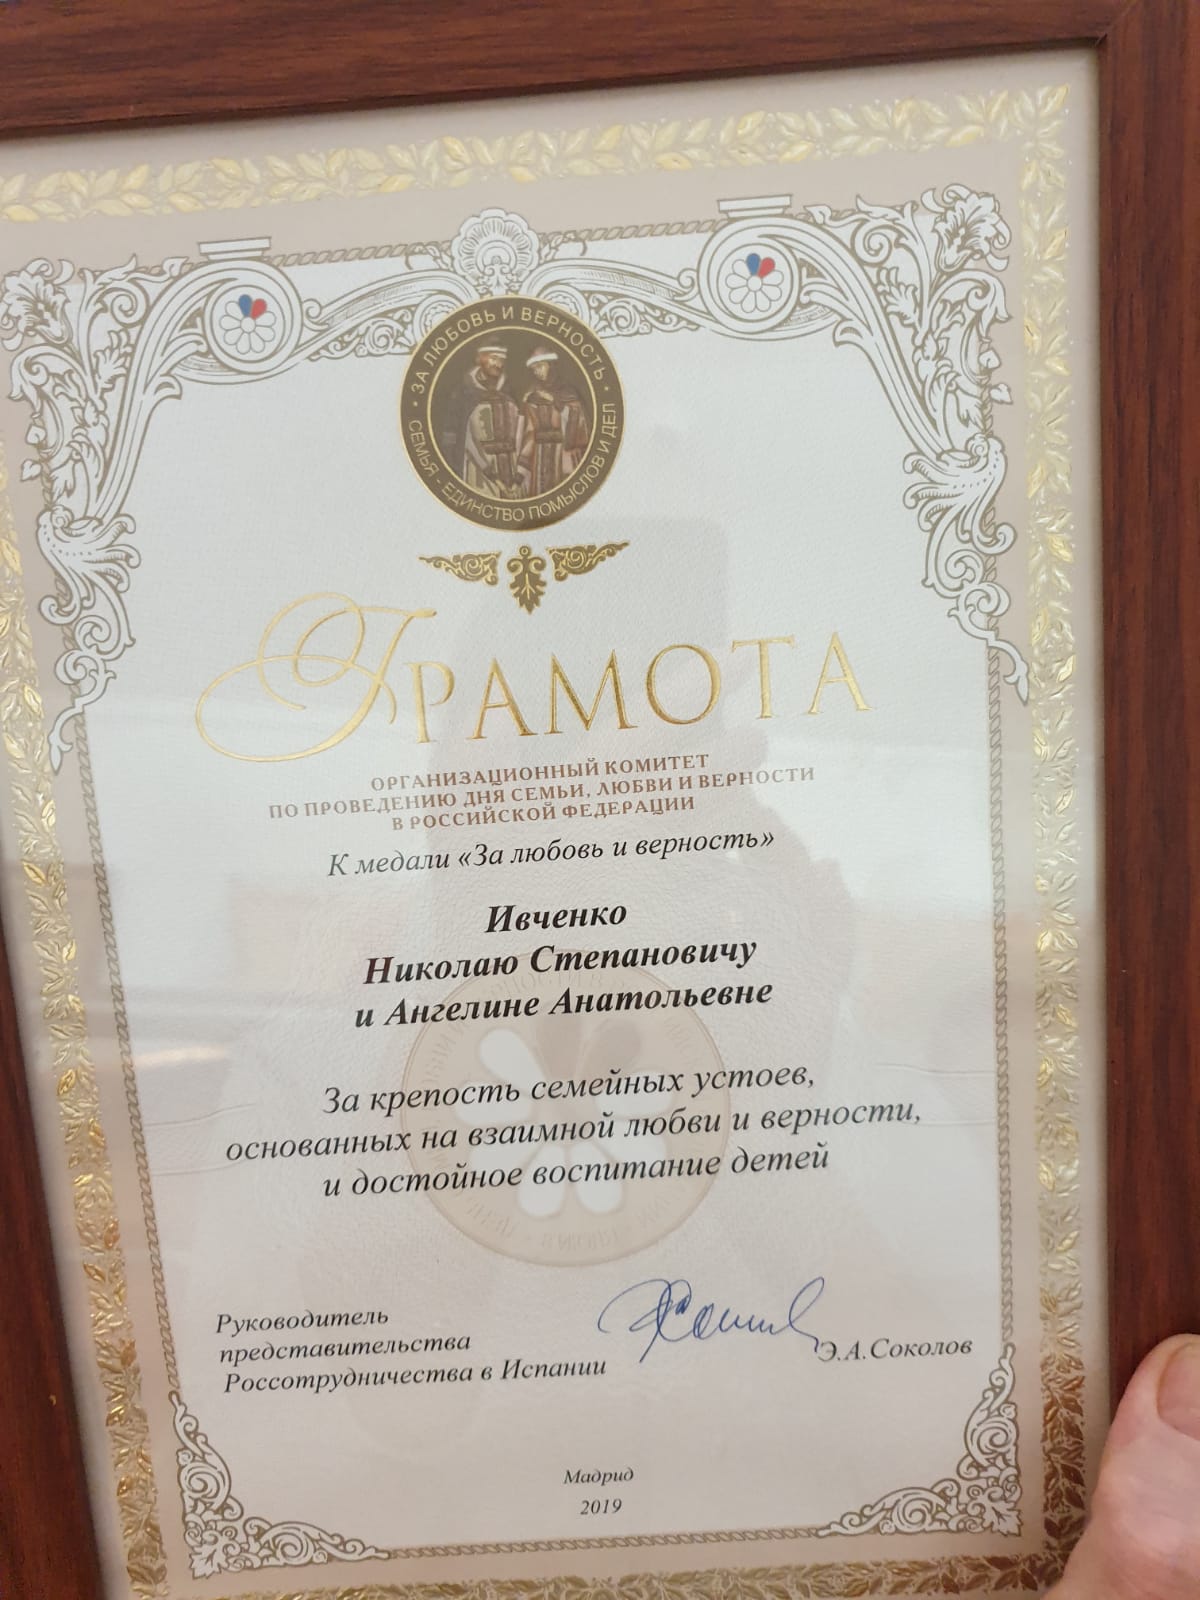 ЗА ЛЮБОВЬ И ВЕРНОСТЬ
СЕМЬЯ - ЕДИНСТВО ПОМЫСЛОВ И ДЕЛ
ГРАМОТА
ОРГАНИЗАЦИОННЫЙ КОМИТЕТ
ПО ПРОВЕДЕНИЮ ДНЯ СЕМЬИ, ЛЮБВИ И ВЕРНОСТИ
В РОССИЙСКОЙ ФЕДЕРАЦИИ
К медали «За любовь и верность»
Ивченко
Николаю Степановичу
и Ангелине Анатольевне
За крепость семейных устоев,
основанных на взаимной любви и верности,
и достойное воспитание детей
Руководитель
представительства
Россотрудничества в Испании
Э.А.Соколов
Мадрид
2019